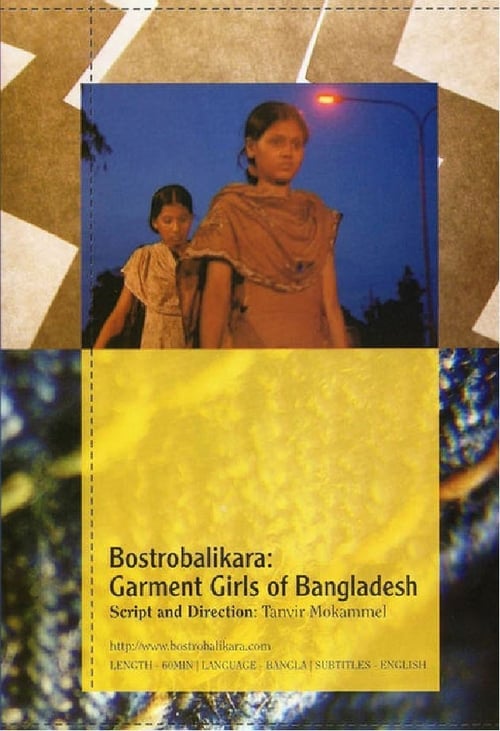 Bostrobalikara:
Garment Girls of Bangladesh
Script and Direction: Tanvir Mokammel
http://www.bostrobalikara.com
LENGTH - 60MIN | LANGUAGE - BANGLA | SUBTITLES - ENGLISH